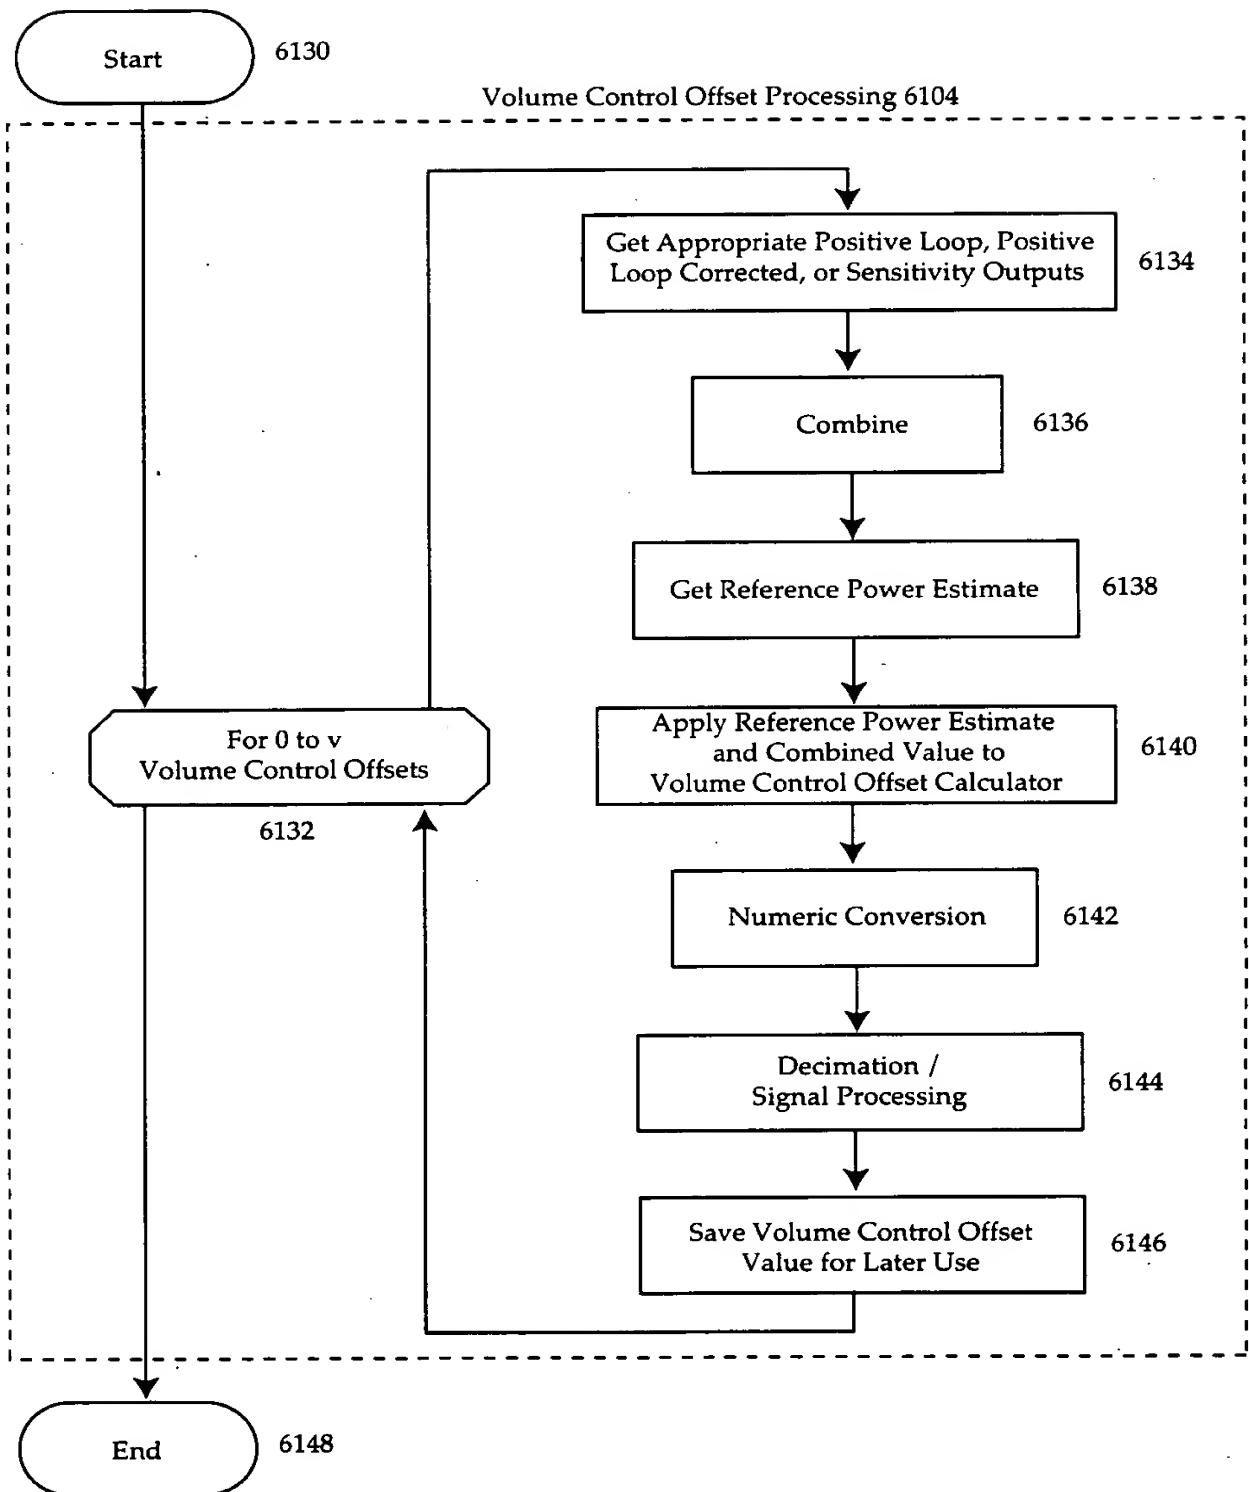 Start
6130
Volume Control Offset Processing 6104
Get Appropriate Positive Loop, Positive
Loop Corrected, or Sensitivity Outputs
6134
Combine
6136
Get Reference Power Estimate
6138
For 0 to v
Volume Control Offsets
6132
Apply Reference Power Estimate
and Combined Value to
Volume Control Offset Calculator
6140
Numeric Conversion
6142
Decimation /
Signal Processing
6144
Save Volume Control Offset
Value for Later Use
6146
End
6148